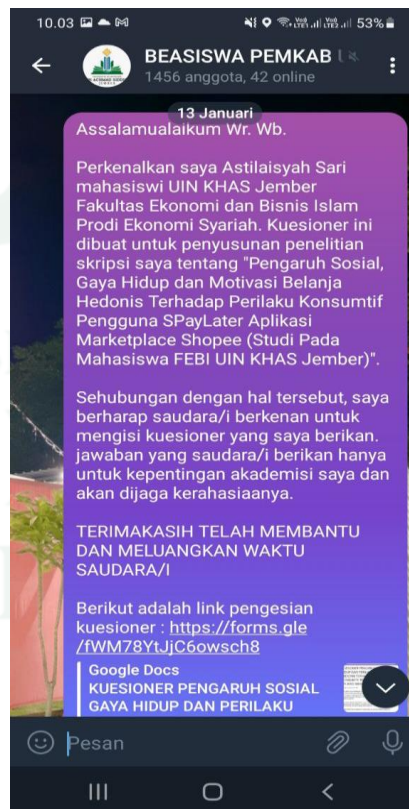 10.03
53%
BEASISWA PEMKAB
1456 anggota, 42 online
13 Januari
Assalamualaikum Wr. Wb.
Perkenalkan saya Astilaisyah Sari
mahasiswi UIN KHAS Jember
Fakultas Ekonomi dan Bisnis Islam
Prodi Ekonomi Syariah. Kuesioner ini
dibuat untuk penyusunan penelitian
skripsi saya tentang "Pengaruh Sosial,
Gaya Hidup dan Motivasi Belanja
Hedonis Terhadap Perilaku Konsumtif
Pengguna SPayLater Aplikasi
Marketplace Shopee (Studi Pada
Mahasiswa FEBI UIN KHAS Jember)".
Sehubungan dengan hal tersebut, saya
berharap saudara/i berkenan untuk
mengisi kuesioner yang saya berikan.
jawaban yang saudara/i berikan hanya
untuk kepentingan akademisi saya dan
akan dijaga kerahasiaanya.
TERIMAKASIH TELAH MEMBANTU
DAN MELUANGKAN WAKTU
SAUDARA/I
Berikut adalah link pengesian
kuesioner : https://forms.gle
/fWM78YtJjC6owsch8
Google Docs
KUESIONER PENGARUH SOSIAL
GAYA HIDUP DAN PERILAKU
Pesan